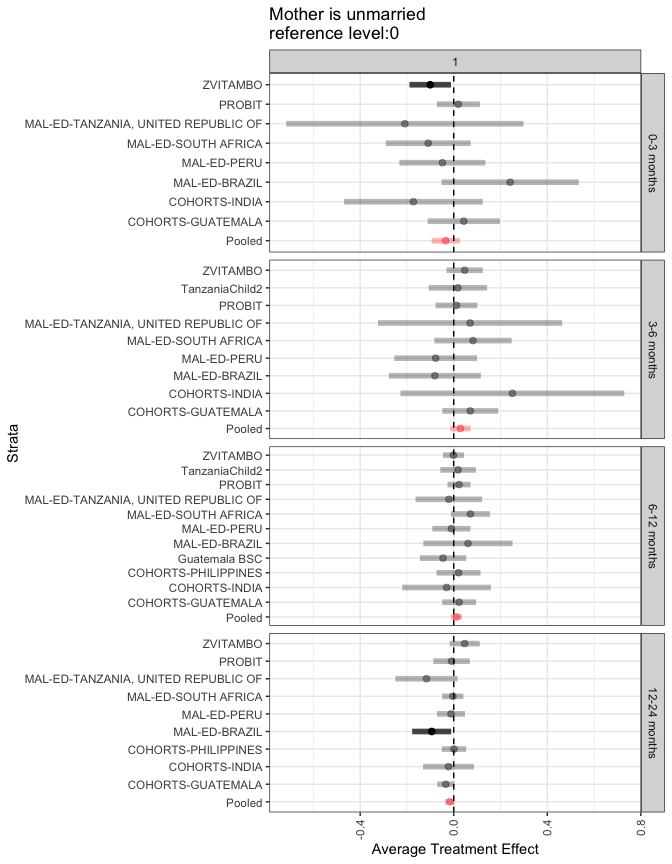 Mother is unmarried
reference level:0
1
ZVITAMBO
PROBIT
MAL-ED-TANZANIA, UNITED REPUBLIC OF
MAL-ED-SOUTH AFRICA
MAL-ED-PERU
MAL-ED-BRAZIL
COHORTS-INDIA
COHORTS-GUATEMALA
Pooled
0-3 months
ZVITAMBO
TanzaniaChild2
PROBIT
MAL-ED-TANZANIA, UNITED REPUBLIC OF
MAL-ED-SOUTH AFRICA
MAL-ED-PERU
MAL-ED-BRAZIL
COHORTS-INDIA
COHORTS-GUATEMALA
Pooled
3-6 months
ZVITAMBO
TanzaniaChild2
PROBIT
MAL-ED-TANZANIA, UNITED REPUBLIC OF
MAL-ED-SOUTH AFRICA
MAL-ED-PERU
MAL-ED-BRAZIL
Guatemala BSC
COHORTS-PHILIPPINES
COHORTS-INDIA
COHORTS-GUATEMALA
Pooled
6-12 months
ZVITAMBO
PROBIT
MAL-ED-TANZANIA, UNITED REPUBLIC OF
MAL-ED-SOUTH AFRICA
MAL-ED-PERU
MAL-ED-BRAZIL
COHORTS-PHILIPPINES
COHORTS-INDIA
COHORTS-GUATEMALA
Pooled
12-24 months
Strata
-0.4
0.0
0.4
0.8
Average Treatment Effect